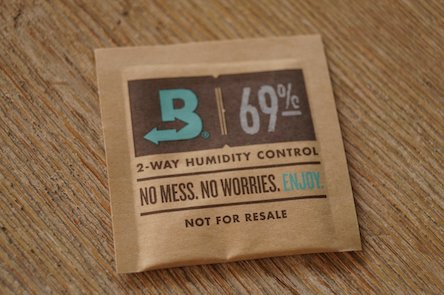 B® 69%
2-WAY HUMIDITY CONTROL
NO MESS. NO WORRIES. ENJOY.
NOT FOR RESALE